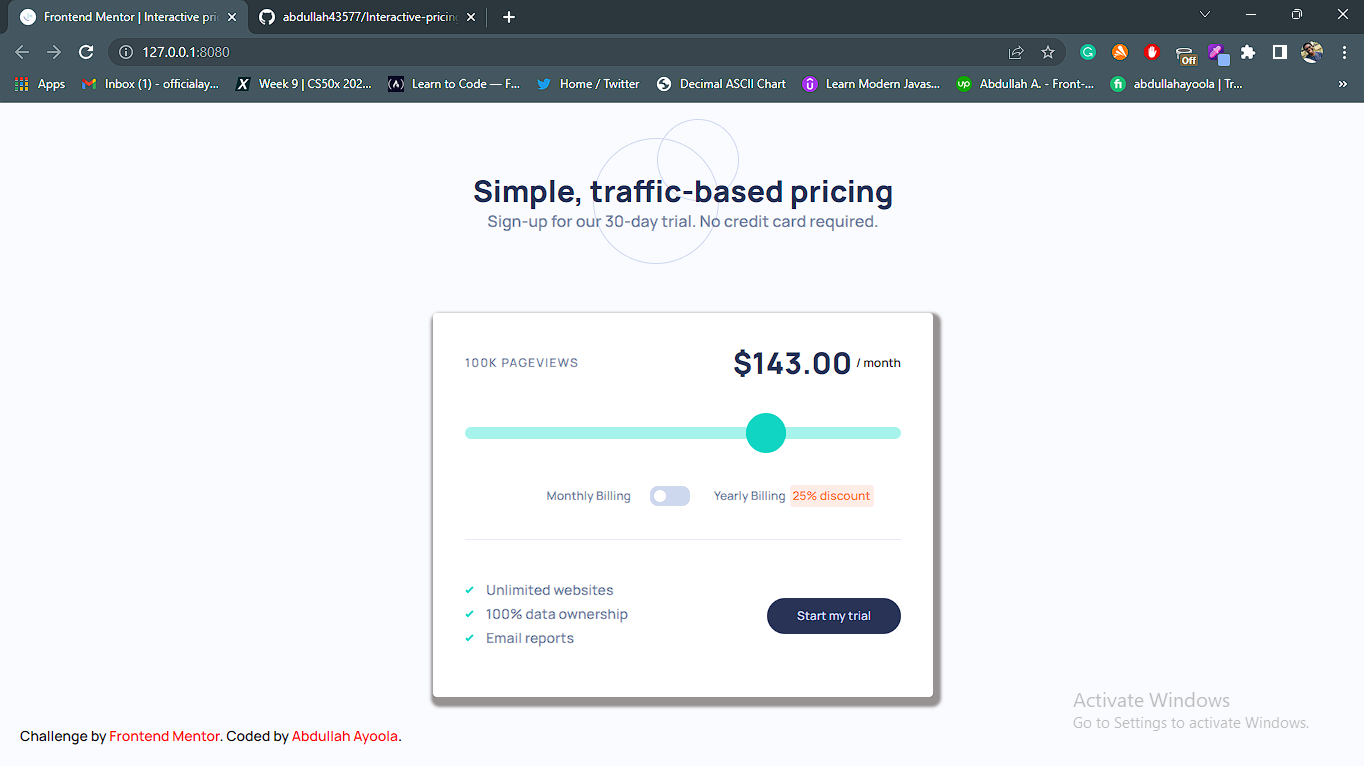 Frontend Mentor | Interactive pri
abdullah43577/Interactive-pricing
127.0.0.1:8080
Off
Apps
Inbox (1) - officialay...
Week 9 | CS50x 202...
Learn to Code — F...
Home / Twitter
Decimal ASCII Chart
Learn Modern Javas...
Abdullah A. - Front-...
abdullahayoola | Tr...
Simple, traffic-based pricing
Sign-up for our 30-day trial. No credit card required.
100K PAGEVIEWS
$143.00 / month
Monthly Billing
Yearly Billing 25% discount
Unlimited websites
100% data ownership
Email reports
Start my trial
Activate Windows
Go to Settings to activate Windows.
Challenge by Frontend Mentor. Coded by Abdullah Ayoola.